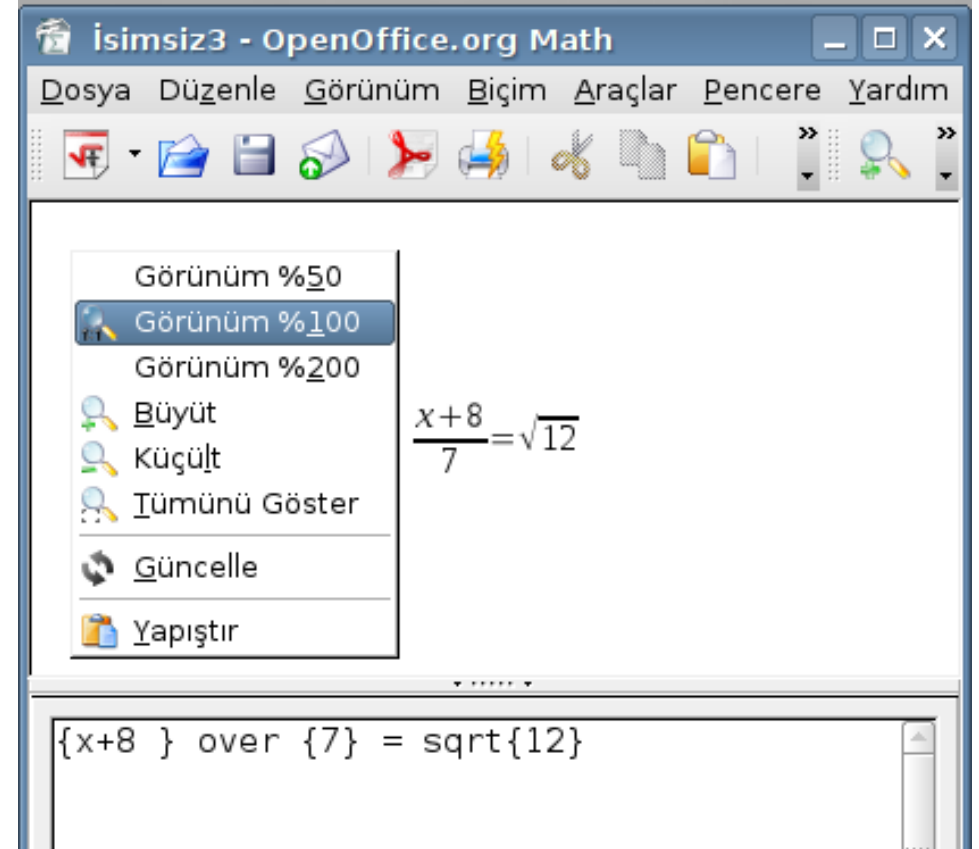 İsimsiz3 - OpenOffice.org Math
Dosya Düzenle Görünüm Biçim Araçlar Pencere Yardım
Görünüm %50
Görünüm %100
Görünüm %200
Büyüt
Küçült
Tümünü Göster
Güncelle
Yapıştır
x+8
7
=√12
{x+8 } over {7} = sqrt{12}